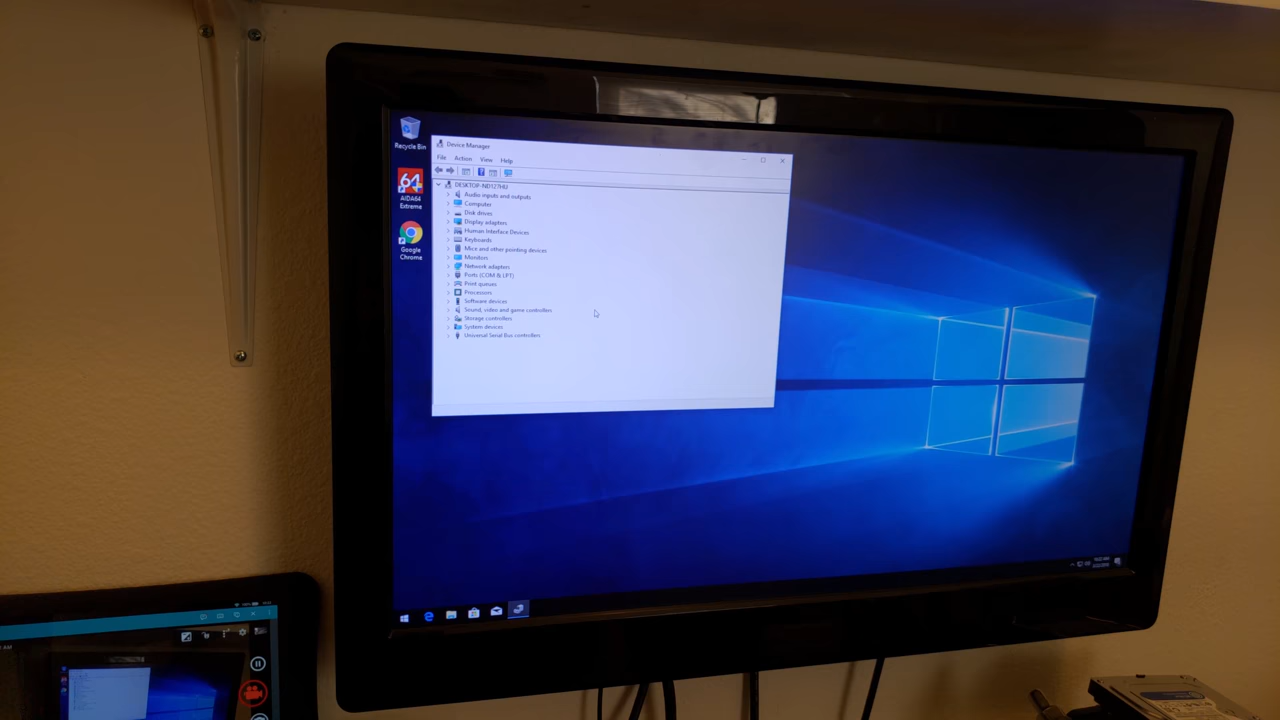 Recycle Bin
64
AIDA64
Extreme
Google
Chrome
Device Manager
File Action View Help
Audio inputs and outputs
Computer
Disk drives
Display adapters
Human Interface Devices
Keyboards
Mice and other pointing devices
Monitors
Network adapters
Ports (COM & LPT)
Print queues
Processors
Software devices
Sound, video and game controllers
Storage controllers
System devices
Universal Serial Bus controllers